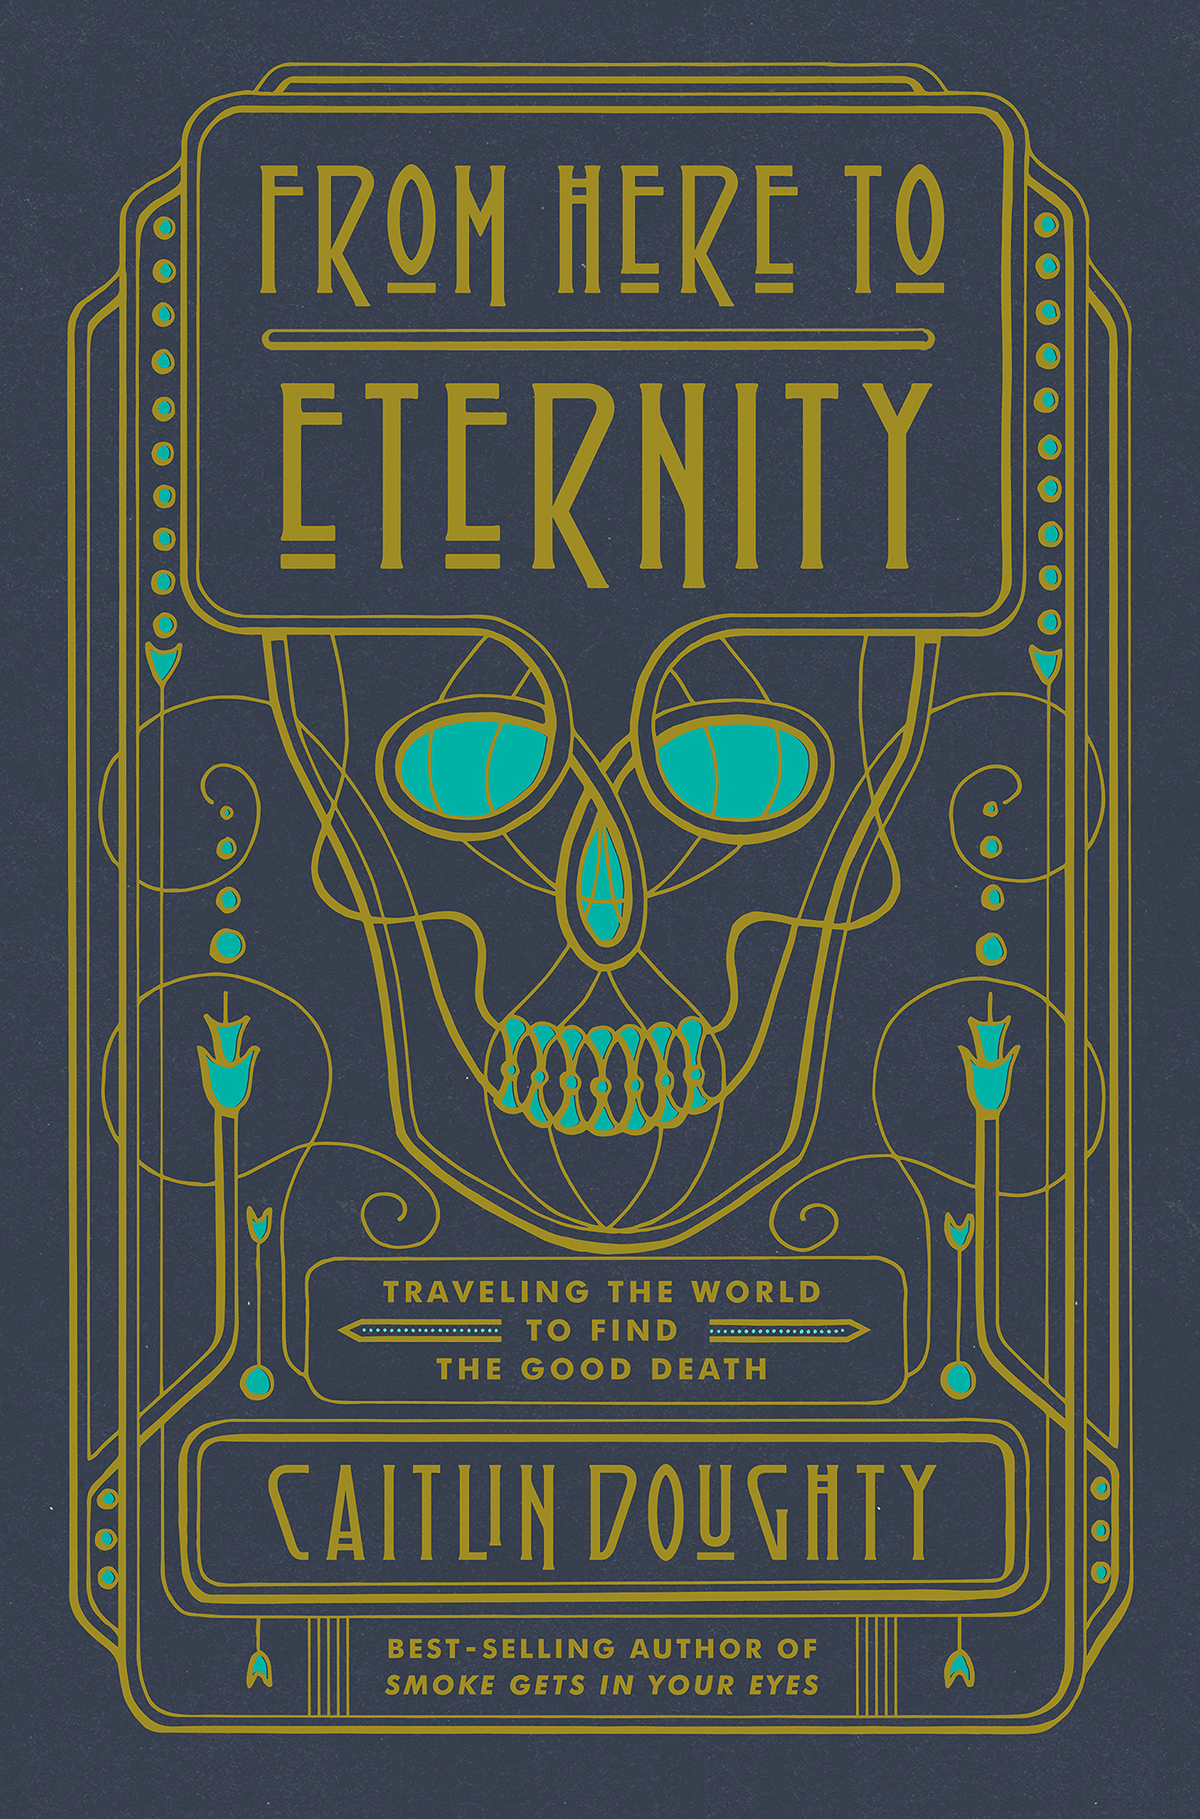 FROM HERE TO
ETERNITY
TRAVELING THE WORLD
TO FIND
THE GOOD DEATH
CAITLIN DOUGHTY
BEST-SELLING AUTHOR OF
SMOKE GETS IN YOUR EYES